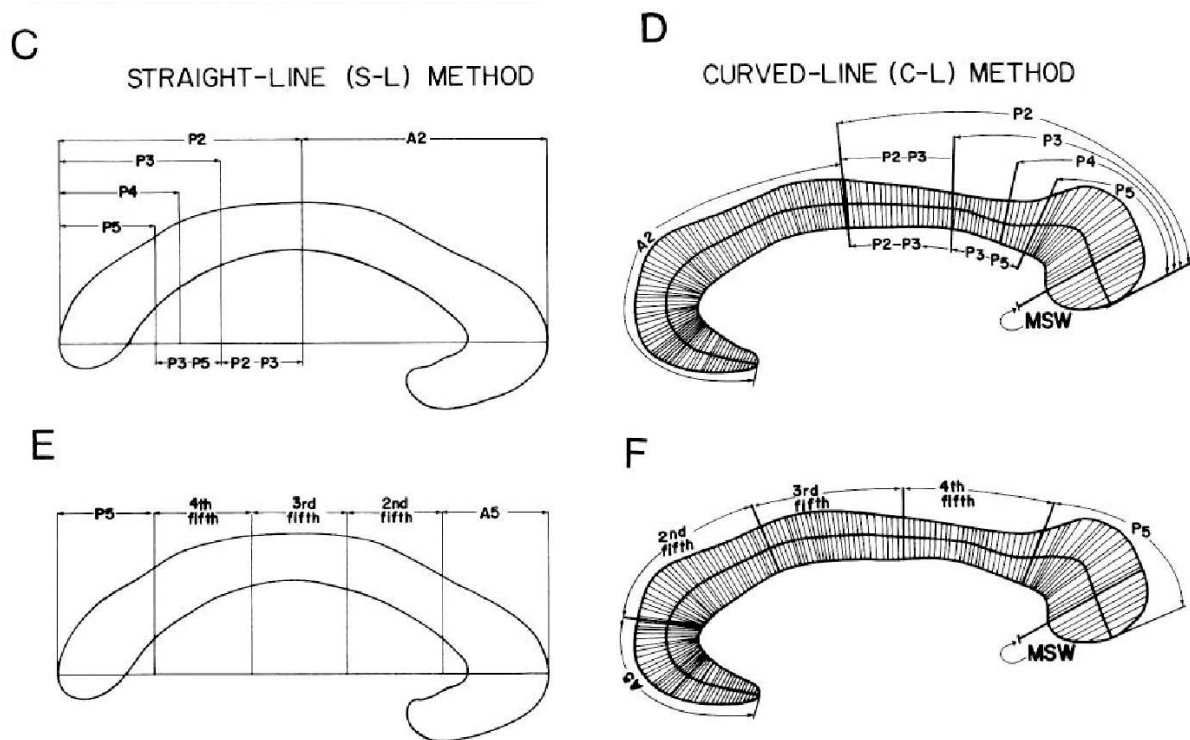 C
STRAIGHT-LINE (S-L) METHOD
P2
A2
P3
P4
P5
P3-P5
P2-P3
D
CURVED-LINE (C-L) METHOD
P2
P3
P2-P3
P4
P5
A2
P2-P3
P3-P5
MSW
E
P5
4th
fifth
3rd
fifth
2nd
fifth
A5
F
3rd
fifth
4th
fifth
2nd
fifth
P5
A5
MSW